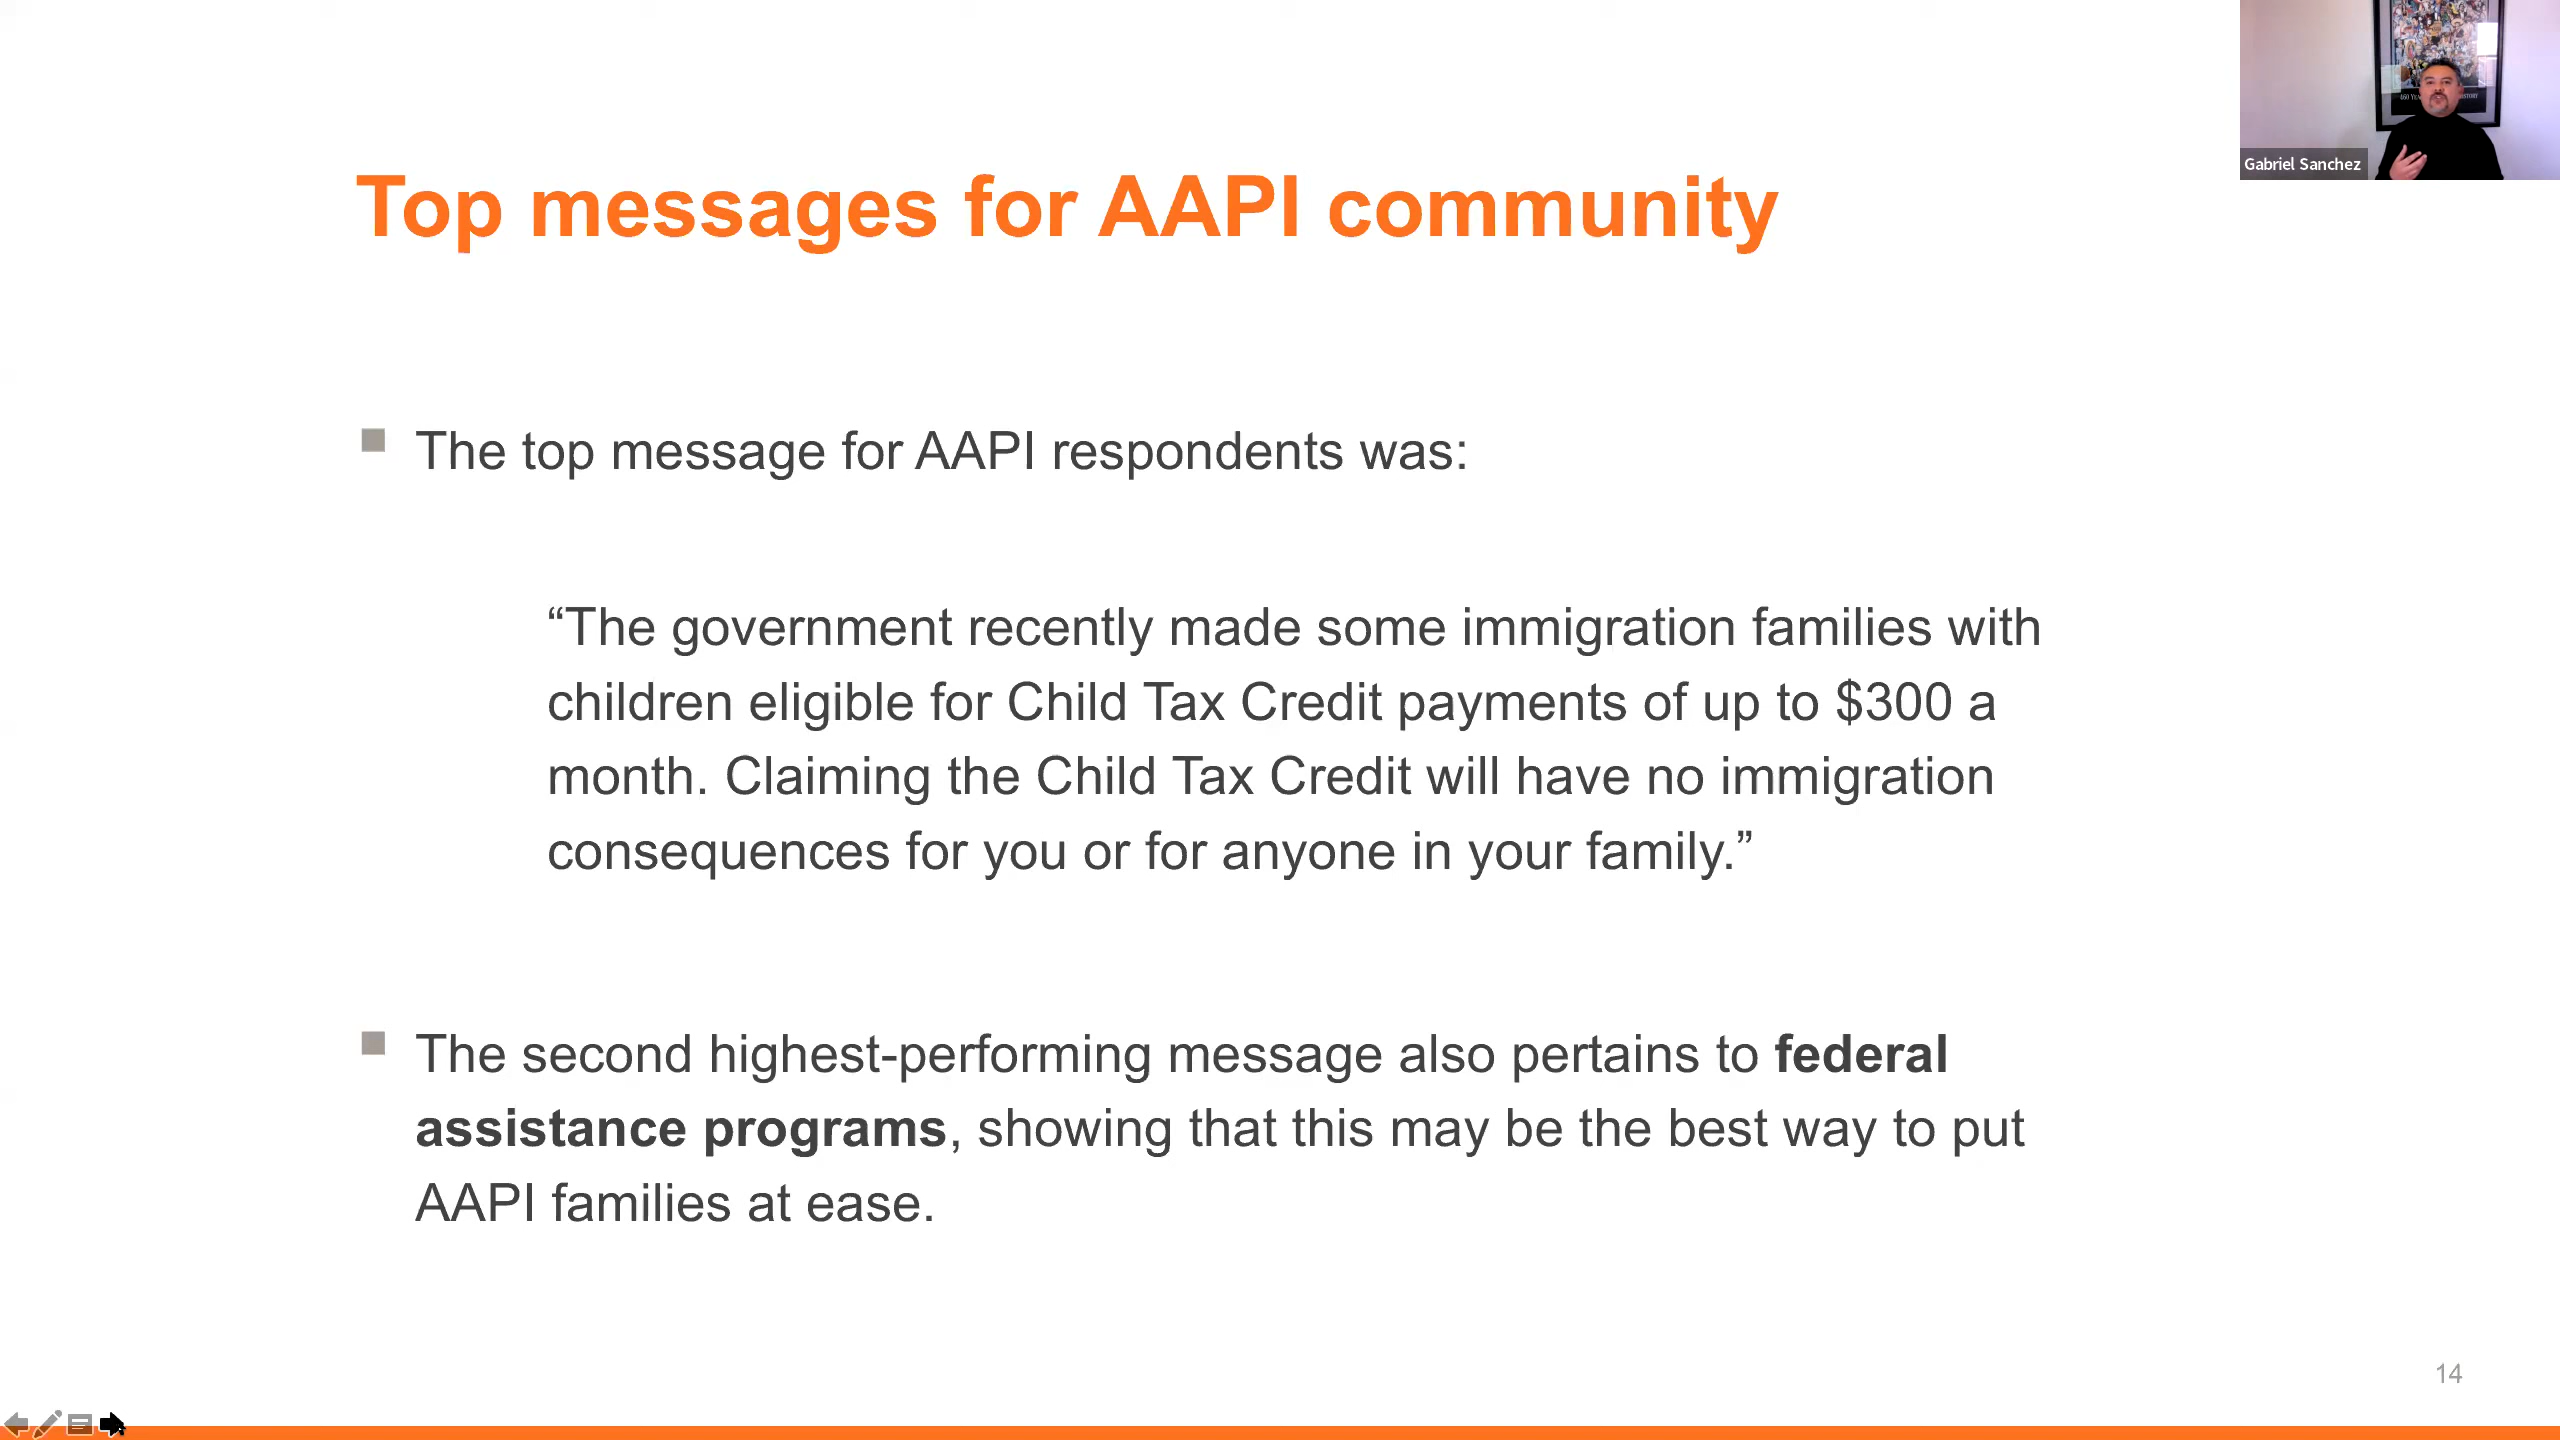 Gabriel Sanchez
Top messages for AAPI community
The top message for AAPI respondents was:
“The government recently made some immigration families with
children eligible for Child Tax Credit payments of up to $300 a
month. Claiming the Child Tax Credit will have no immigration
consequences for you or for anyone in your family.”
The second highest-performing message also pertains to federal
assistance programs, showing that this may be the best way to put
AAPI families at ease.
14